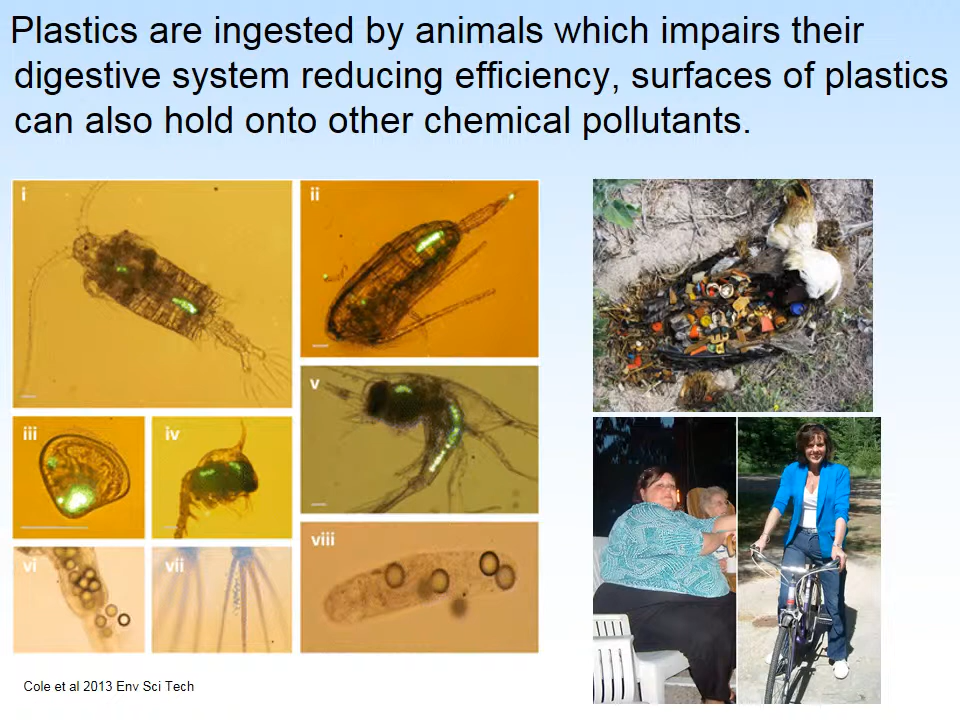 Plastics are ingested by animals which impairs their
digestive system reducing efficiency, surfaces of plastics
can also hold onto other chemical pollutants.
i
ii
iii
iv
v
vi
vii
viii
Cole et al 2013 Env Sci Tech